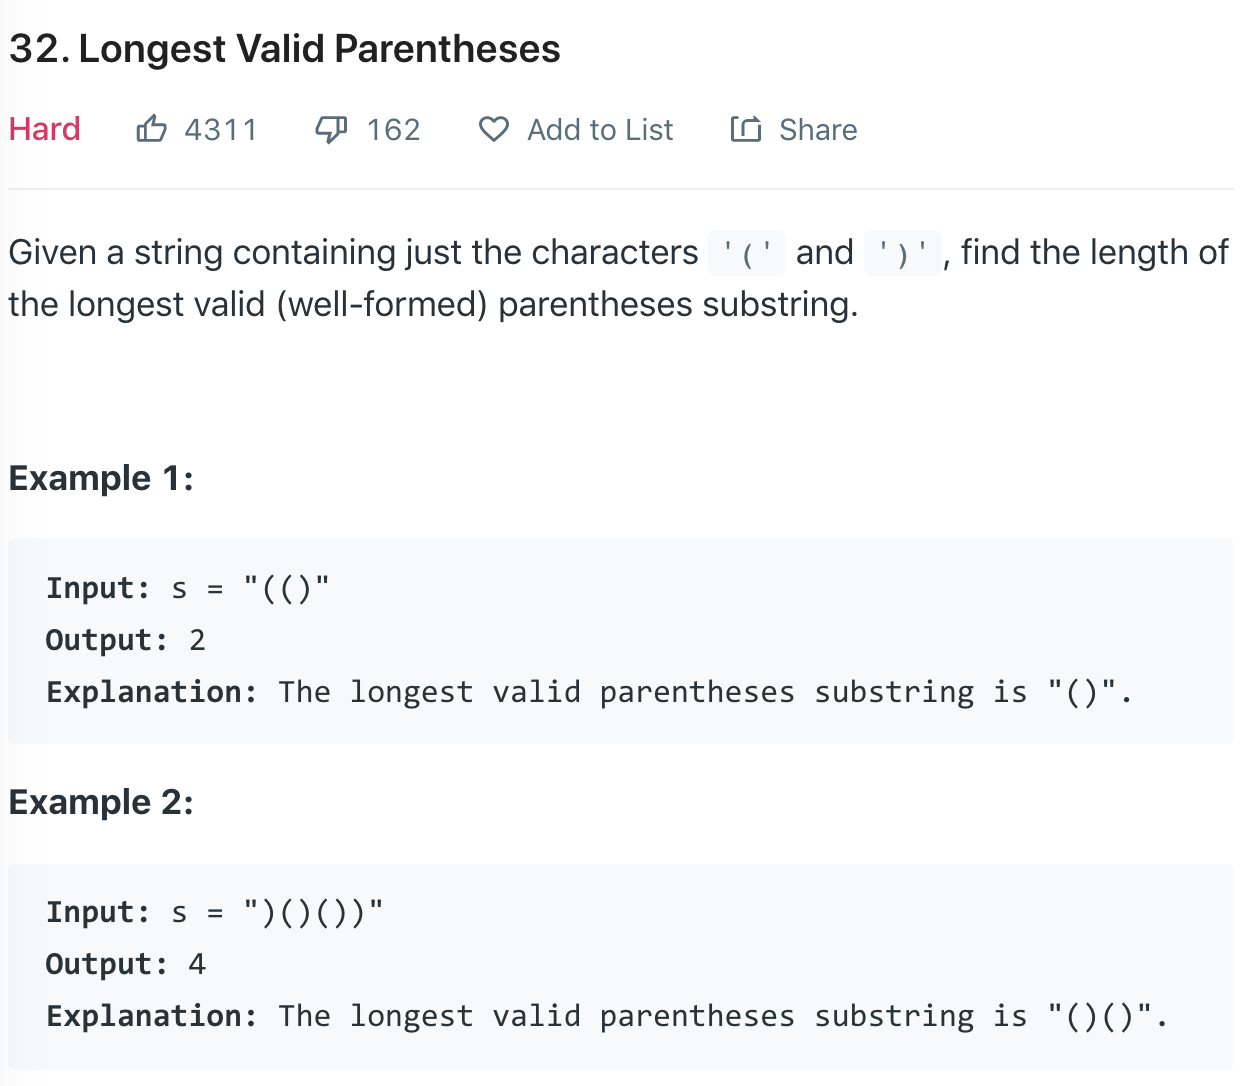 32. Longest Valid Parentheses
Hard 4311 162 Add to List Share
Given a string containing just the characters '(' and ')', find the length of
the longest valid (well-formed) parentheses substring.
Example 1:
Input: s = "(()"
Output: 2
Explanation: The longest valid parentheses substring is "()".
Example 2:
Input: s = ")()())"
Output: 4
Explanation: The longest valid parentheses substring is "()()".